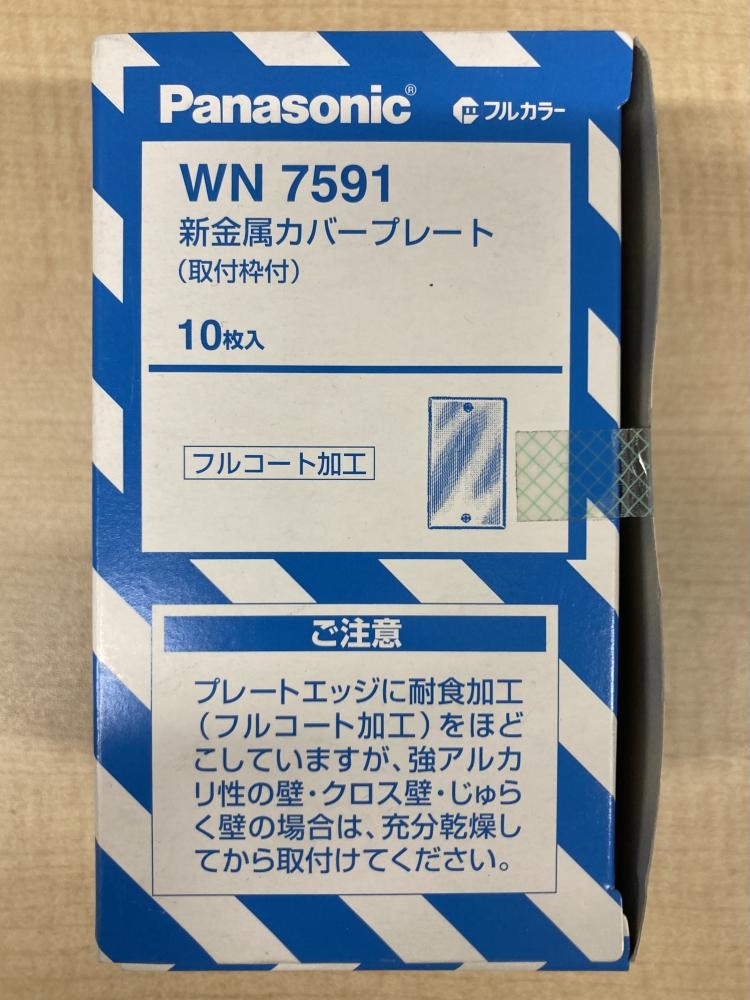 Panasonic® フルカラー
WN 7591
新金属カバープレート
(取付枠付)
10枚入
フルコート加工
ご注意
プレートエッジに耐食加工
(フルコート加工)をほど
こしていますが、強アルカ
リ性の壁・クロス壁・じゅら
く壁の場合は、充分乾燥し
てから取付けてください。